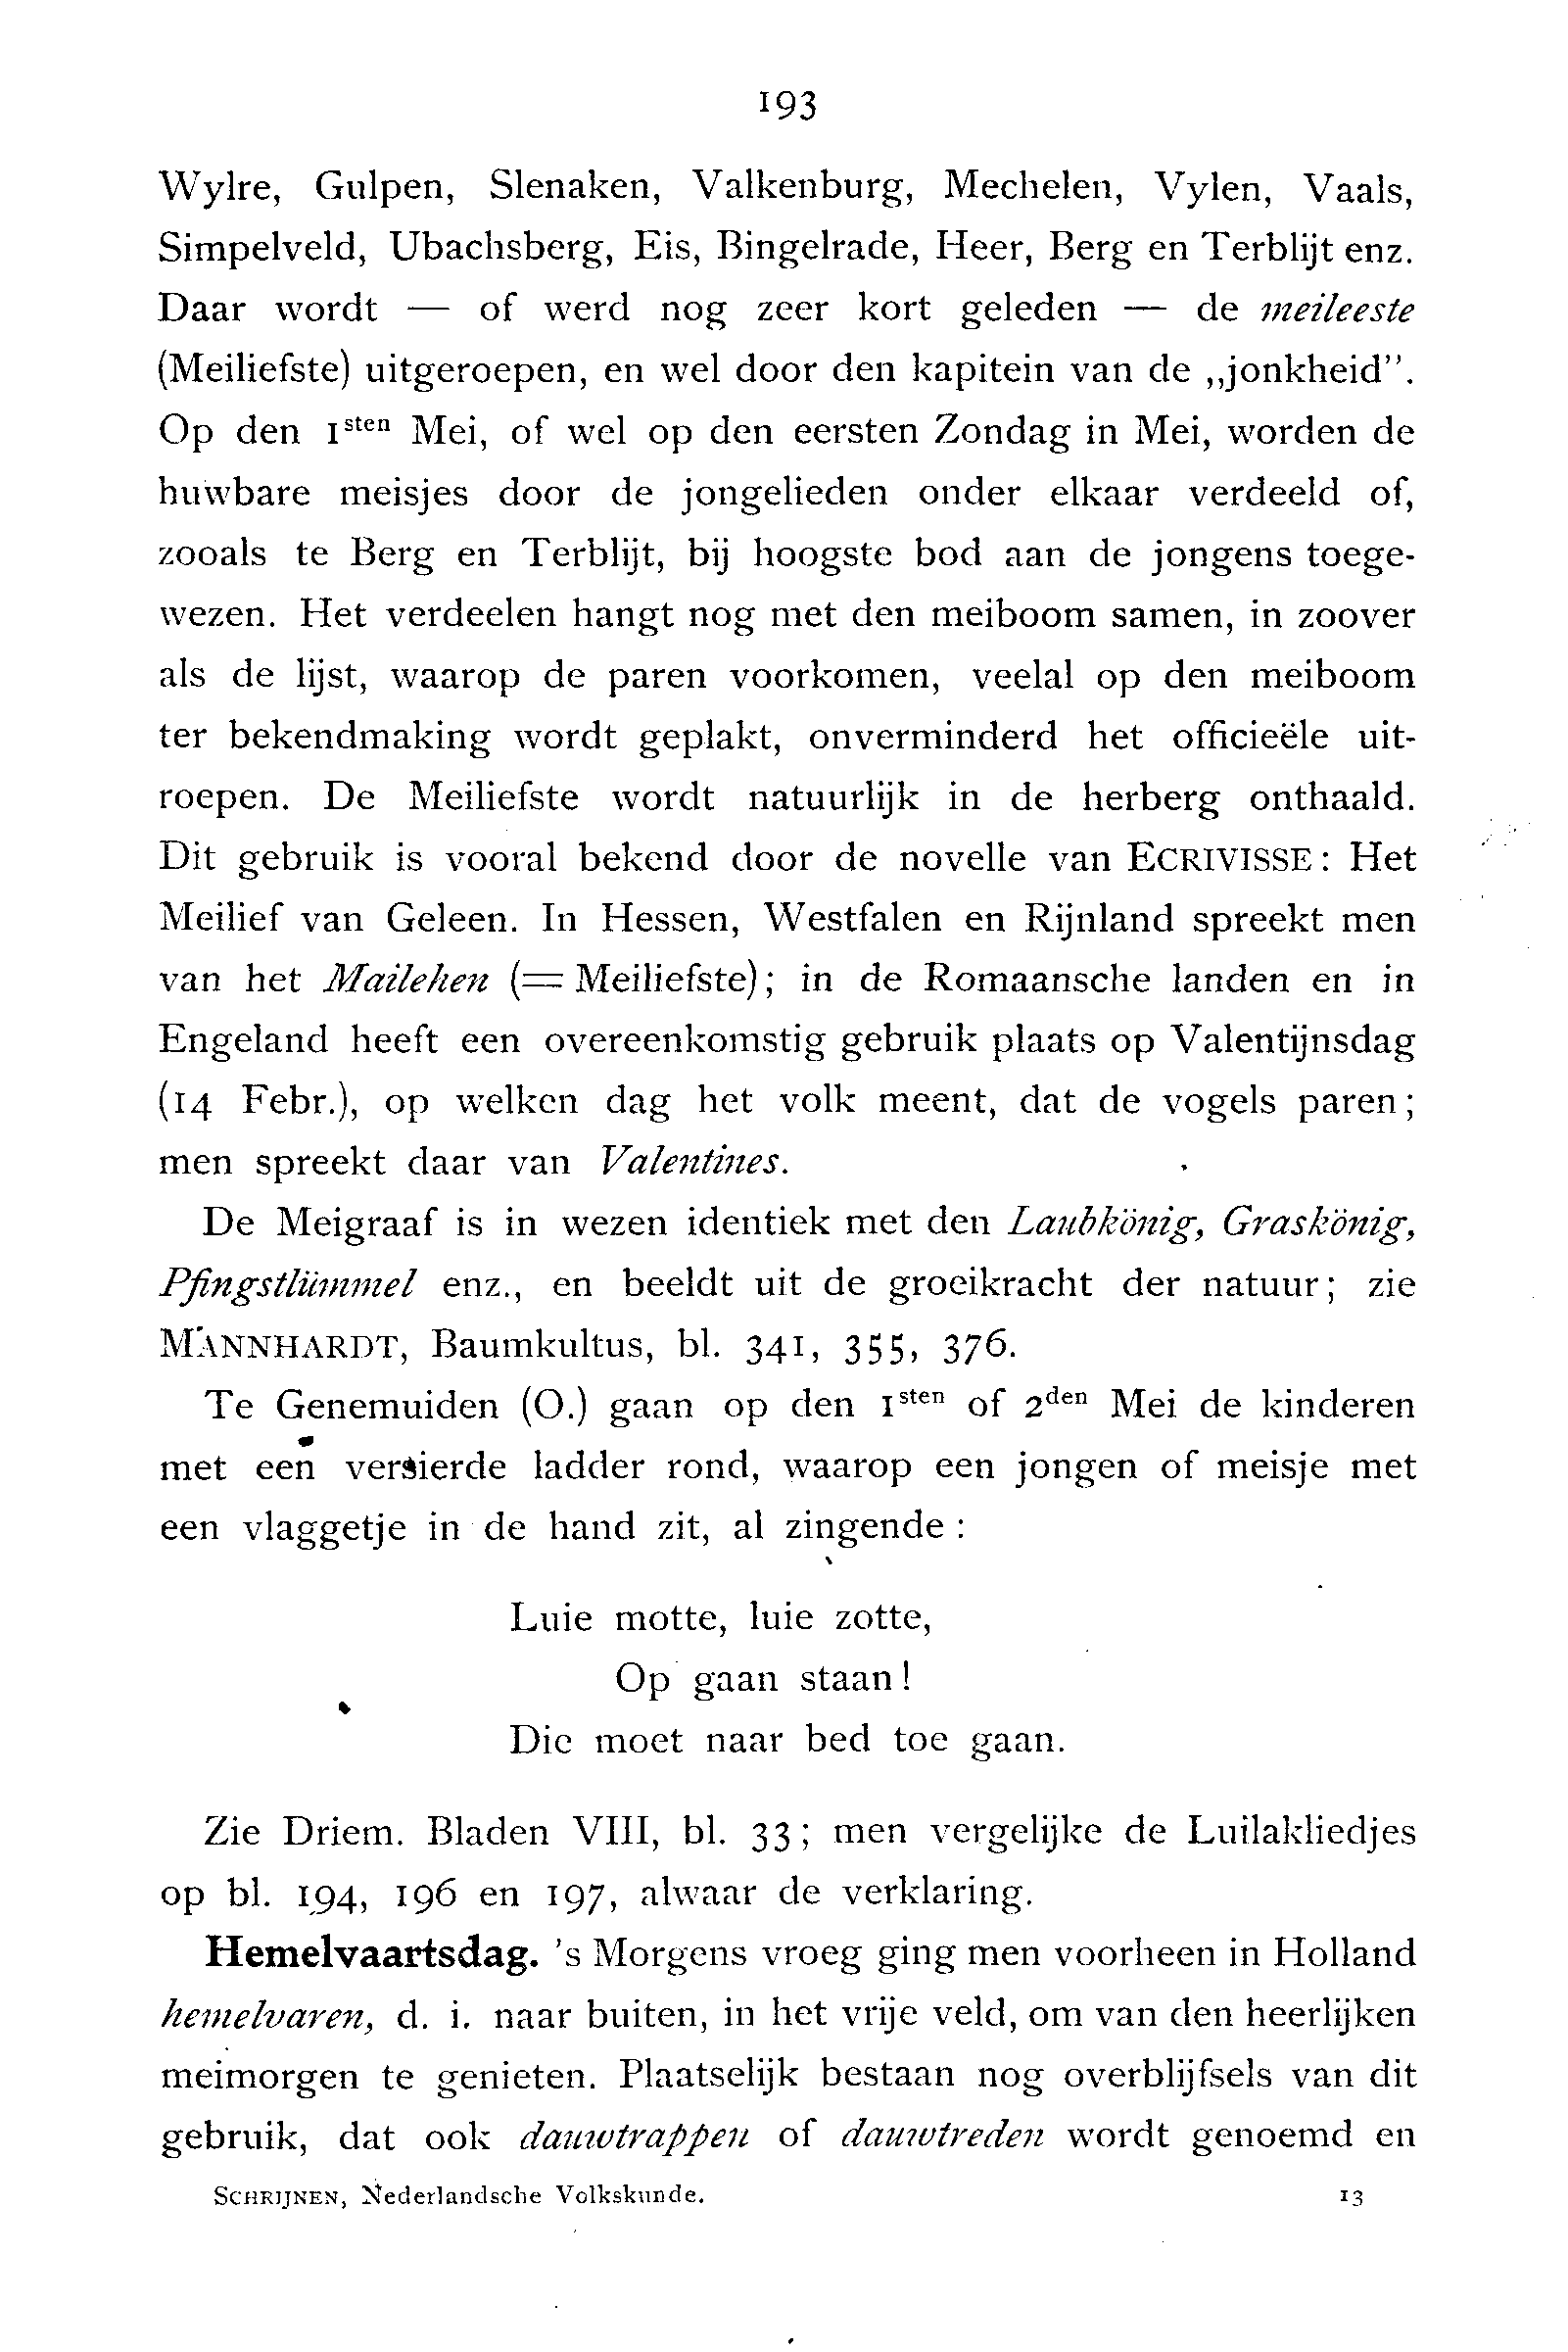 193
Wylre, Gulpen, Slenaken, Valkenburg, Mechelen, Vylen, Vaals,
Simpelveld, Ubachsberg, Eis, Bingelrade, Heer, Berg en Terblijt enz.
Daar wordt — of werd nog zeer kort geleden — de meileeste
(Meiliefste) uitgeroepen, en wel door den kapitein van de „jonkheid”.
Op den 1sten Mei, of wel op den eersten Zondag in Mei, worden de
huwbare meisjes door de jongelieden onder elkaar verdeeld of,
zooals te Berg en Terblijt, bij hoogste bod aan de jongens toege-
wezen. Het verdeelen hangt nog met den meiboom samen, in zoover
als de lijst, waarop de paren voorkomen, veelal op den meiboom
ter bekendmaking wordt geplakt, onverminderd het officieële uit-
roepen. De Meiliefste wordt natuurlijk in de herberg onthaald.
Dit gebruik is vooral bekend door de novelle van ECRIVISSE: Het
Meilief van Geleen. In Hessen, Westfalen en Rijnland spreekt men
van het Mailehen (= Meiliefste); in de Romaansche landen en in
Engeland heeft een overeenkomstig gebruik plaats op Valentijnsdag
(14 Febr.), op welken dag het volk meent, dat de vogels paren;
men spreekt daar van Valentines.
De Meigraaf is in wezen identiek met den Laubkönig, Graskönig,
Pfingstlümmel enz., en beeldt uit de groeikracht der natuur; zie
MANNHARDT, Baumkultus, bl. 341, 355, 376.
Te Genemuiden (O.) gaan op den 1sten of 2den Mei de kinderen
met een versierde ladder rond, waarop een jongen of meisje met
een vlaggetje in de hand zit, al zingende:
Luie motte, luie zotte,
Op gaan staan!
Die moet naar bed toe gaan.
Zie Driem. Bladen VIII, bl. 33; men vergelijke de Luilakliedjes
op bl. 194, 196 en 197, alwaar de verklaring.
Hemelvaartsdag. 's Morgens vroeg ging men voorheen in Holland
hemelvaren, d. i. naar buiten, in het vrije veld, om van den heerlijken
meimorgen te genieten. Plaatselijk bestaan nog overblijfsels van dit
gebruik, dat ook dauwtrappen of dauwtreden wordt genoemd en
SCHRIJNEN, Nederlandsche Volkskunde. 13